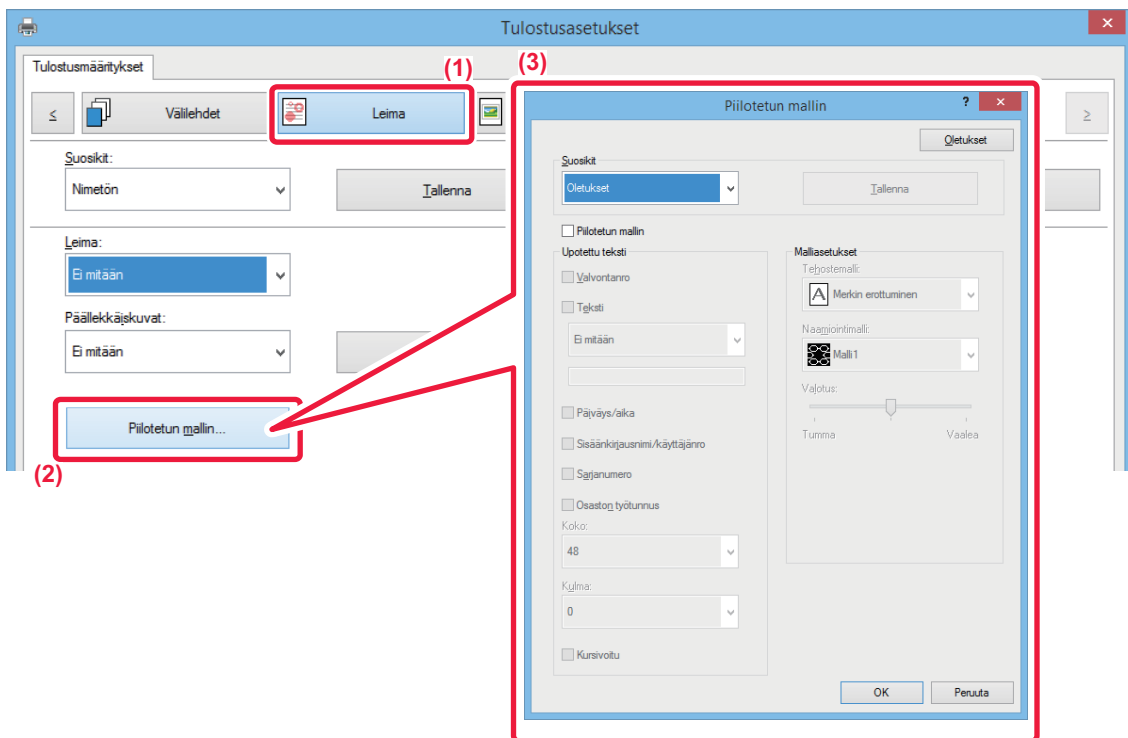 Tulostusasetukset
Tulostusmääritykset
(1)
(3)
≤
Välilehdet
Leima
≥
Suosikit:
Nimetön
Tallenna
Leima:
Ei mitään
Päällekkäiskuvat:
Ei mitään
Piilotetun mallin...
(2)
Piilotetun mallin
?
Oletukset
Suosikit
Oletukset
Tallenna
Piilotetun mallin
Upotettu teksti
Valvontanro
Teksti
Ei mitään
Päiväys/aika
Sisäänkirjausnimi/käyttäjänro
Sarjanumero
Osaston työtunnus
Koko:
48
Kulma:
0
Kursivoitu
Malliasetukset
Tehostemalli:
A
Merkin erottuminen
Naamiointimalli:
Malli1
Valotus:
Tumma
Vaalea
OK
Peruuta